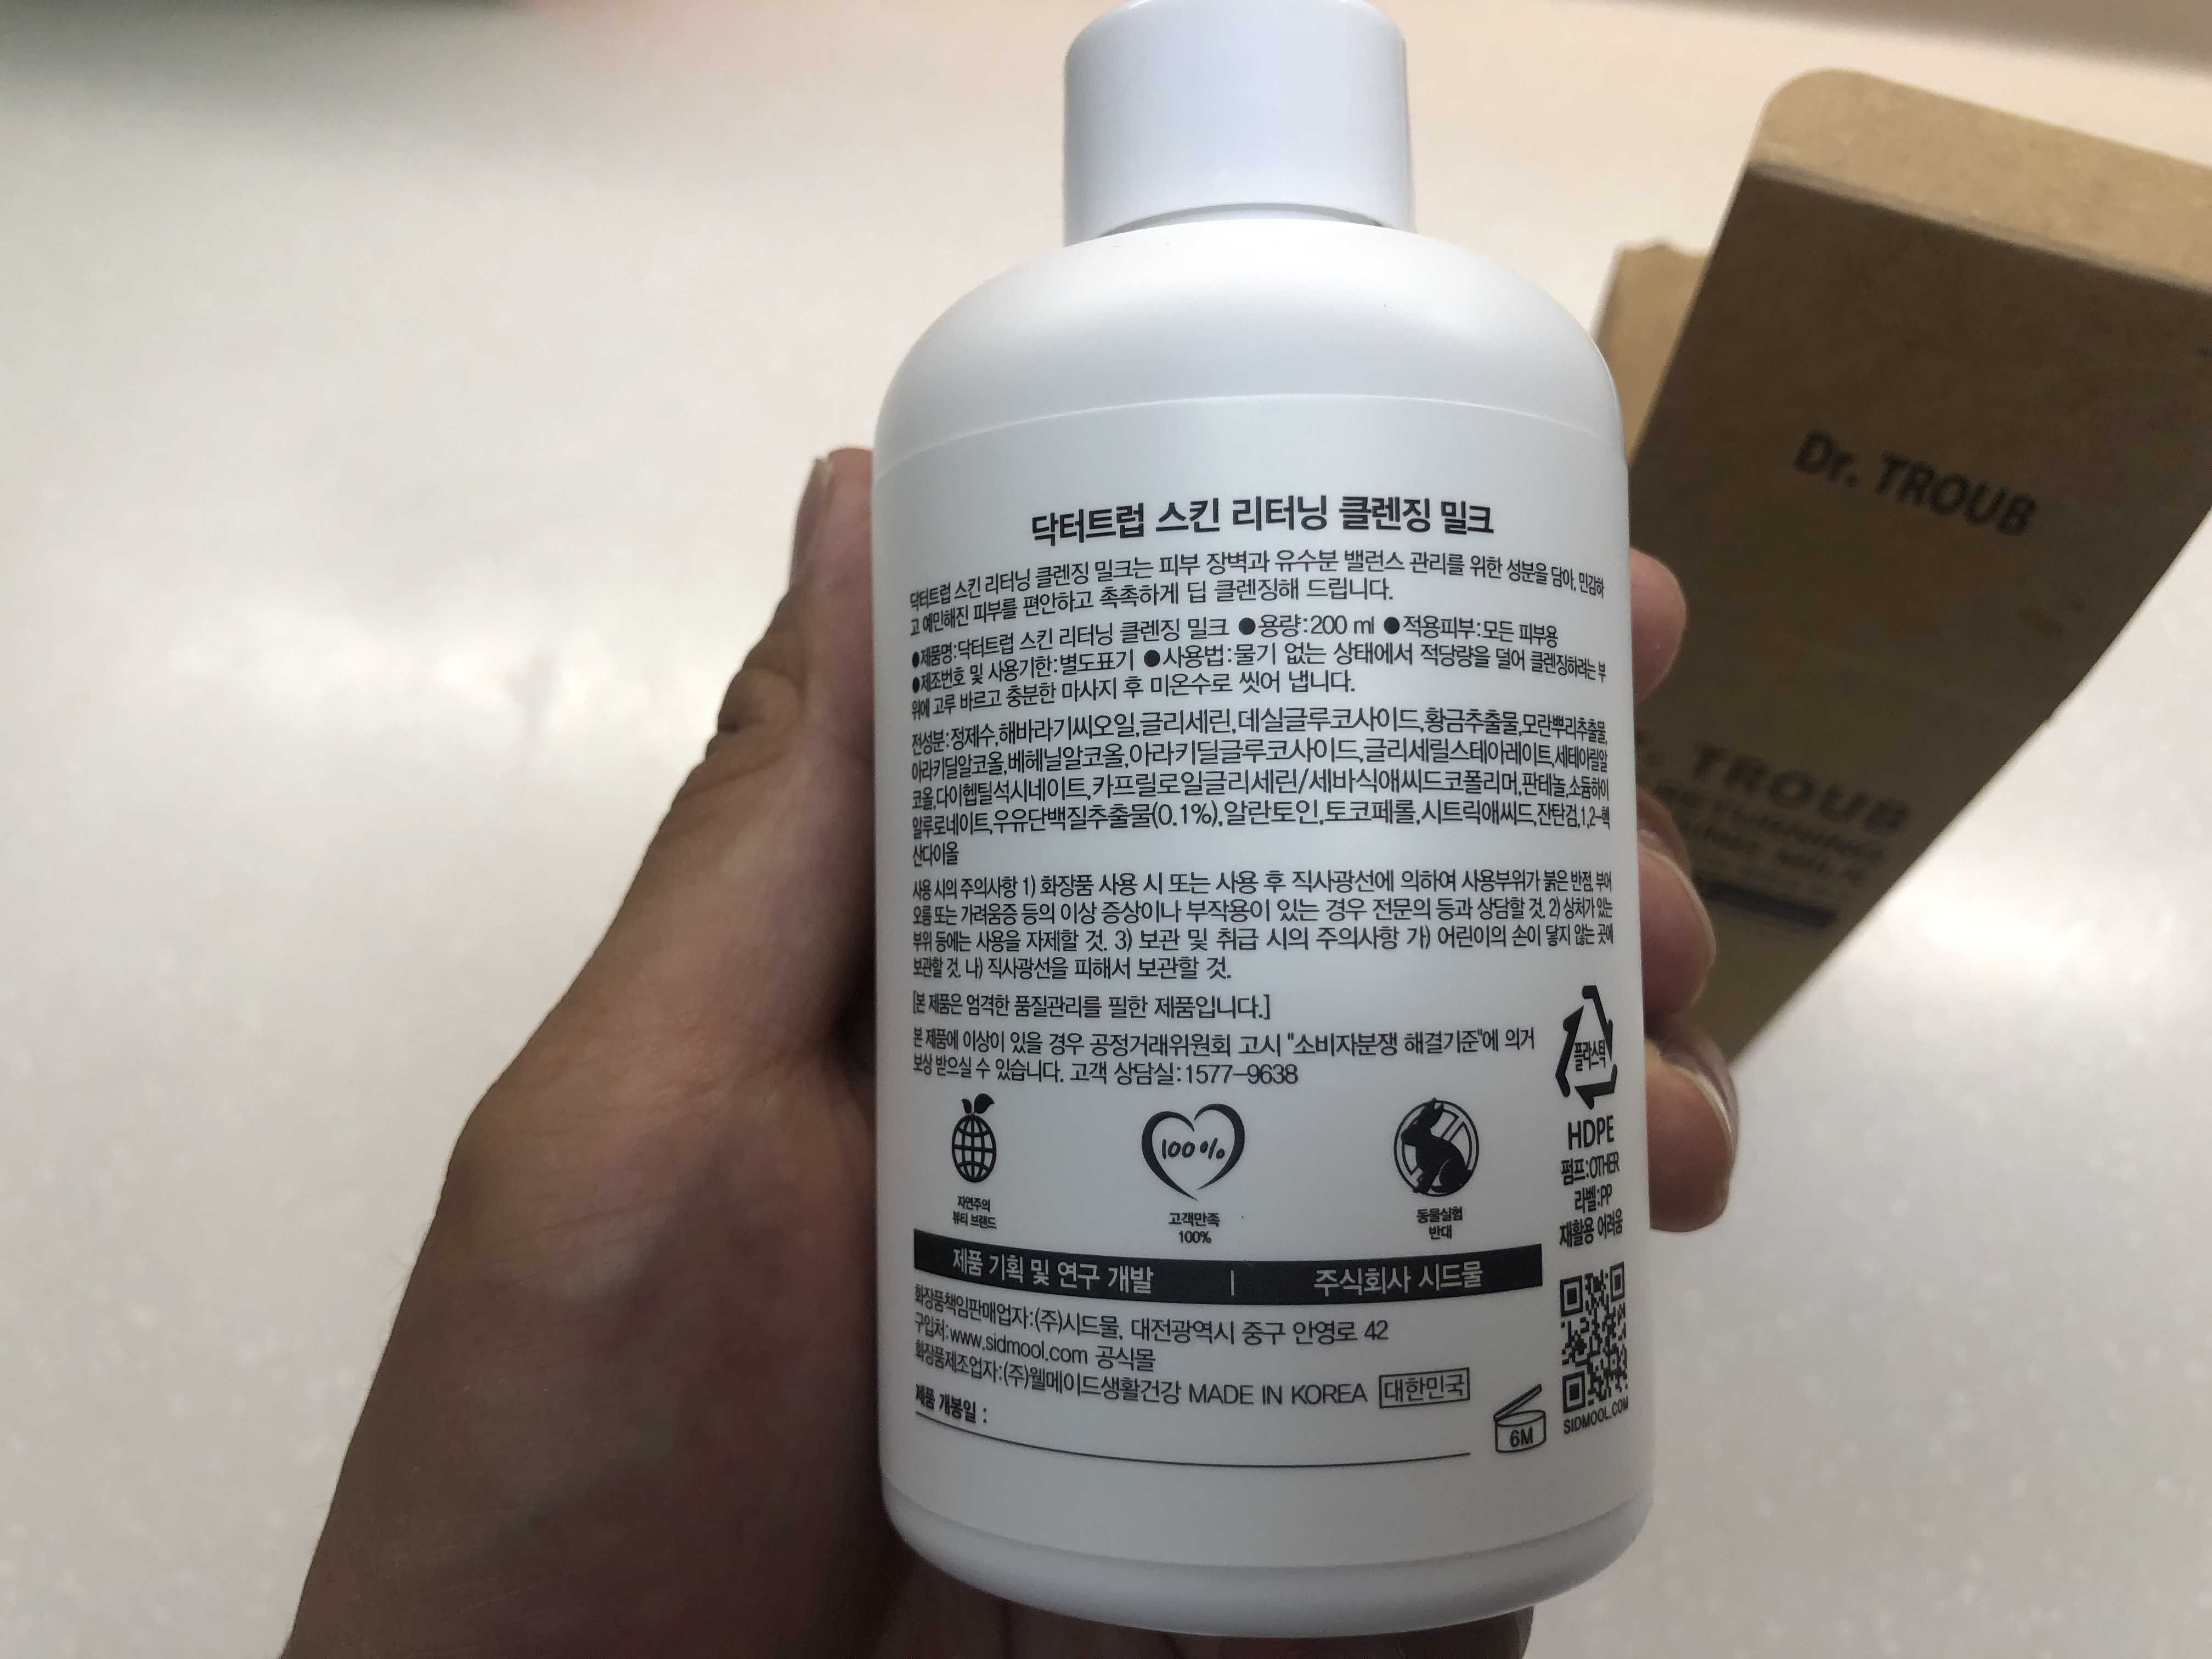 닥터트럽 스킨 리터닝 클렌징 밀크
닥터트럽 스킨 리터닝 클렌징 밀크는 피부 장벽과 유수분 밸런스 관리를 위한 성분을 담아, 민감하
고 예민해진 피부를 편안하고 촉촉하게 딥 클렌징해 드립니다.
●제품명:닥터트럽 스킨 리터닝 클렌징 밀크 ●용량:200 ml ●적용피부:모든 피부용
●제조번호 및 사용기한:별도표기 ●사용법:물기 없는 상태에서 적당량을 덜어 클렌징하려는 부
위에 고루 바르고 충분한 마사지 후 미온수로 씻어 냅니다.
전성분:정제수,해바라기씨오일,글리세린,데실글루코사이드,황금추출물,모란뿌리추출물,
아라키딜알코올,베헤닐알코올,아라키딜글루코사이드,글리세릴스테아레이트,세테아릴알
코올,다이헵틸석시네이트,카프릴로일글리세린/세바식애씨드코폴리머,판테놀,소듐하이
알루로네이트,우유단백질추출물(0.1%),알란토인,토코페롤,시트릭애씨드,잔탄검,1,2-헥
산다이올
사용 시의 주의사항 1) 화장품 사용 시 또는 사용 후 직사광선에 의하여 사용부위가 붉은 반점, 부어
오름 또는 가려움증 등의 이상 증상이나 부작용이 있는 경우 전문의 등과 상담할 것. 2) 상처가 있는
부위 등에는 사용을 자제할 것. 3) 보관 및 취급 시의 주의사항 가) 어린이의 손이 닿지 않는 곳에
보관할 것. 나) 직사광선을 피해서 보관할 것.
[본 제품은 엄격한 품질관리를 필한 제품입니다.]
본 제품에 이상이 있을 경우 공정거래위원회 고시 "소비자분쟁 해결기준"에 의거
보상 받으실 수 있습니다. 고객 상담실:1577-9638
플라스틱
HDPE
펌프:OTHER
라벨:PP
재활용 어려움
100%
자연주의
뷰티 브랜드
고객만족
100%
동물실험
반대
제품 기획 및 연구 개발 | 주식회사 시드물
화장품책임판매업자:(주)시드물, 대전광역시 중구 안영로 42
구입처:www.sidmool.com 공식몰
화장품제조업자:(주)웰메이드생활건강 MADE IN KOREA 대한민국
제품 개봉일 :
6M
SIDMOOL.COM
Dr. TROUB
TROUB